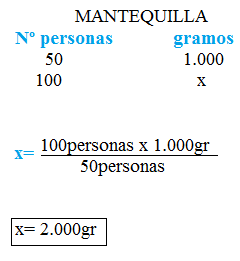 MANTEQUILLA
Nº personas gramos
50 1.000
100 x
x= 100personas x 1.000gr
50personas
x= 2.000gr